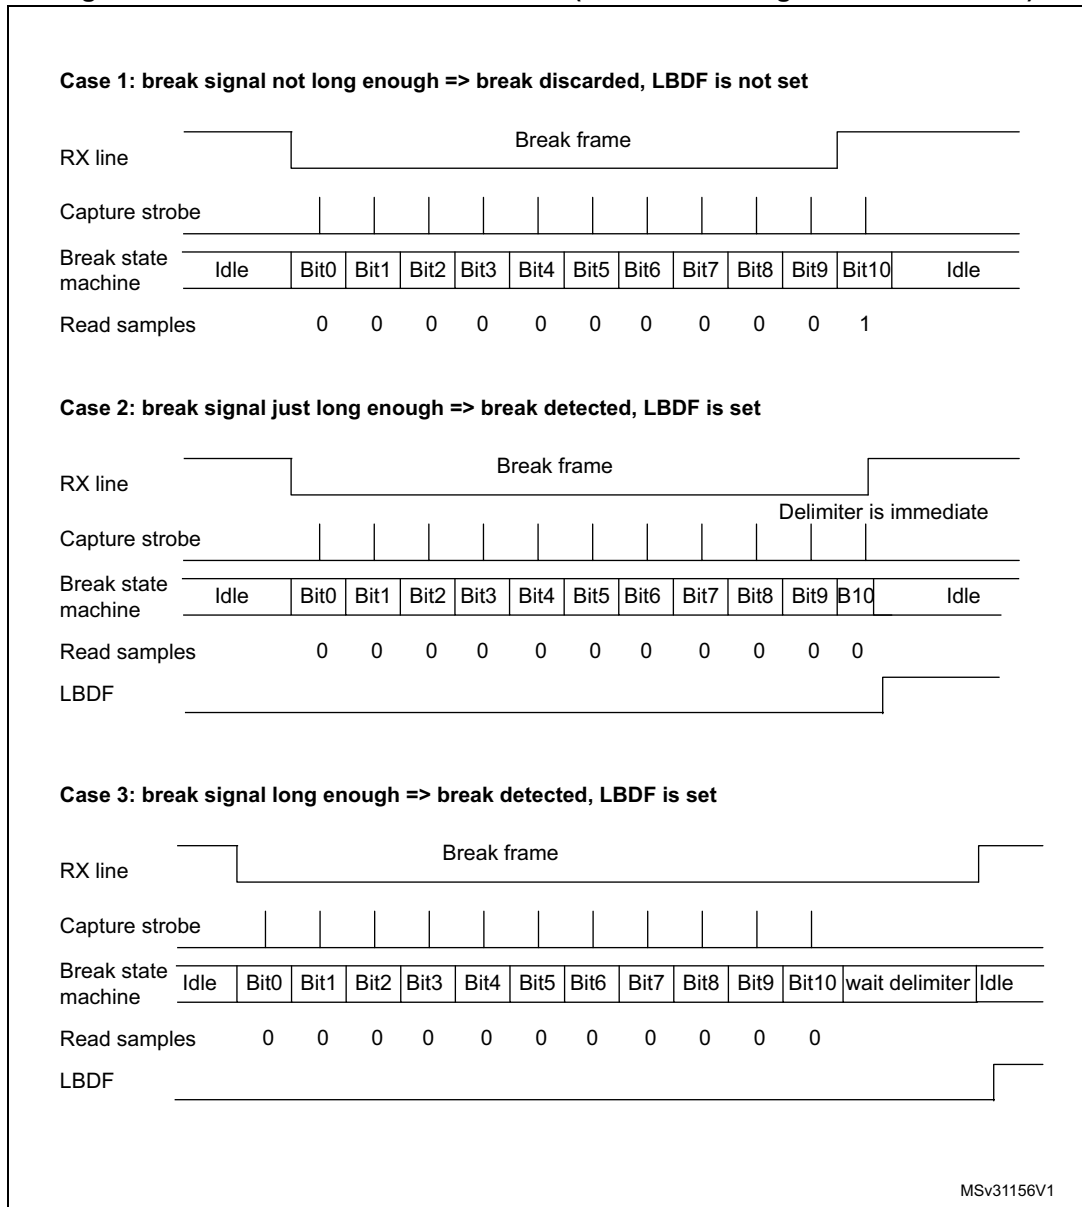 Case 1: break signal not long enough => break discarded, LBDF is not set
Break frame
RX line
Capture strobe
Break state machine Idle Bit0 Bit1 Bit2 Bit3 Bit4 Bit5 Bit6 Bit7 Bit8 Bit9 Bit10 Idle
Read samples 0 0 0 0 0 0 0 0 0 0 1
Case 2: break signal just long enough => break detected, LBDF is set
Break frame
RX line
Delimiter is immediate
Capture strobe
Break state machine Idle Bit0 Bit1 Bit2 Bit3 Bit4 Bit5 Bit6 Bit7 Bit8 Bit9 B10 Idle
Read samples 0 0 0 0 0 0 0 0 0 0 0
LBDF
Case 3: break signal long enough => break detected, LBDF is set
Break frame
RX line
Capture strobe
Break state machine Idle Bit0 Bit1 Bit2 Bit3 Bit4 Bit5 Bit6 Bit7 Bit8 Bit9 Bit10 wait delimiter Idle
Read samples 0 0 0 0 0 0 0 0 0 0 0
LBDF
MSv31156V1